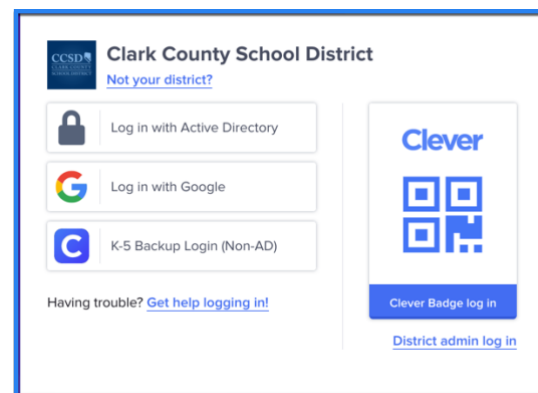 CCSD
CLARK COUNTY
SCHOOL DISTRICT
Clark County School District
Not your district?
Log in with Active Directory
Log in with Google
K-5 Backup Login (Non-AD)
Having trouble? Get help logging in!
Clever
Clever Badge log in
District admin log in